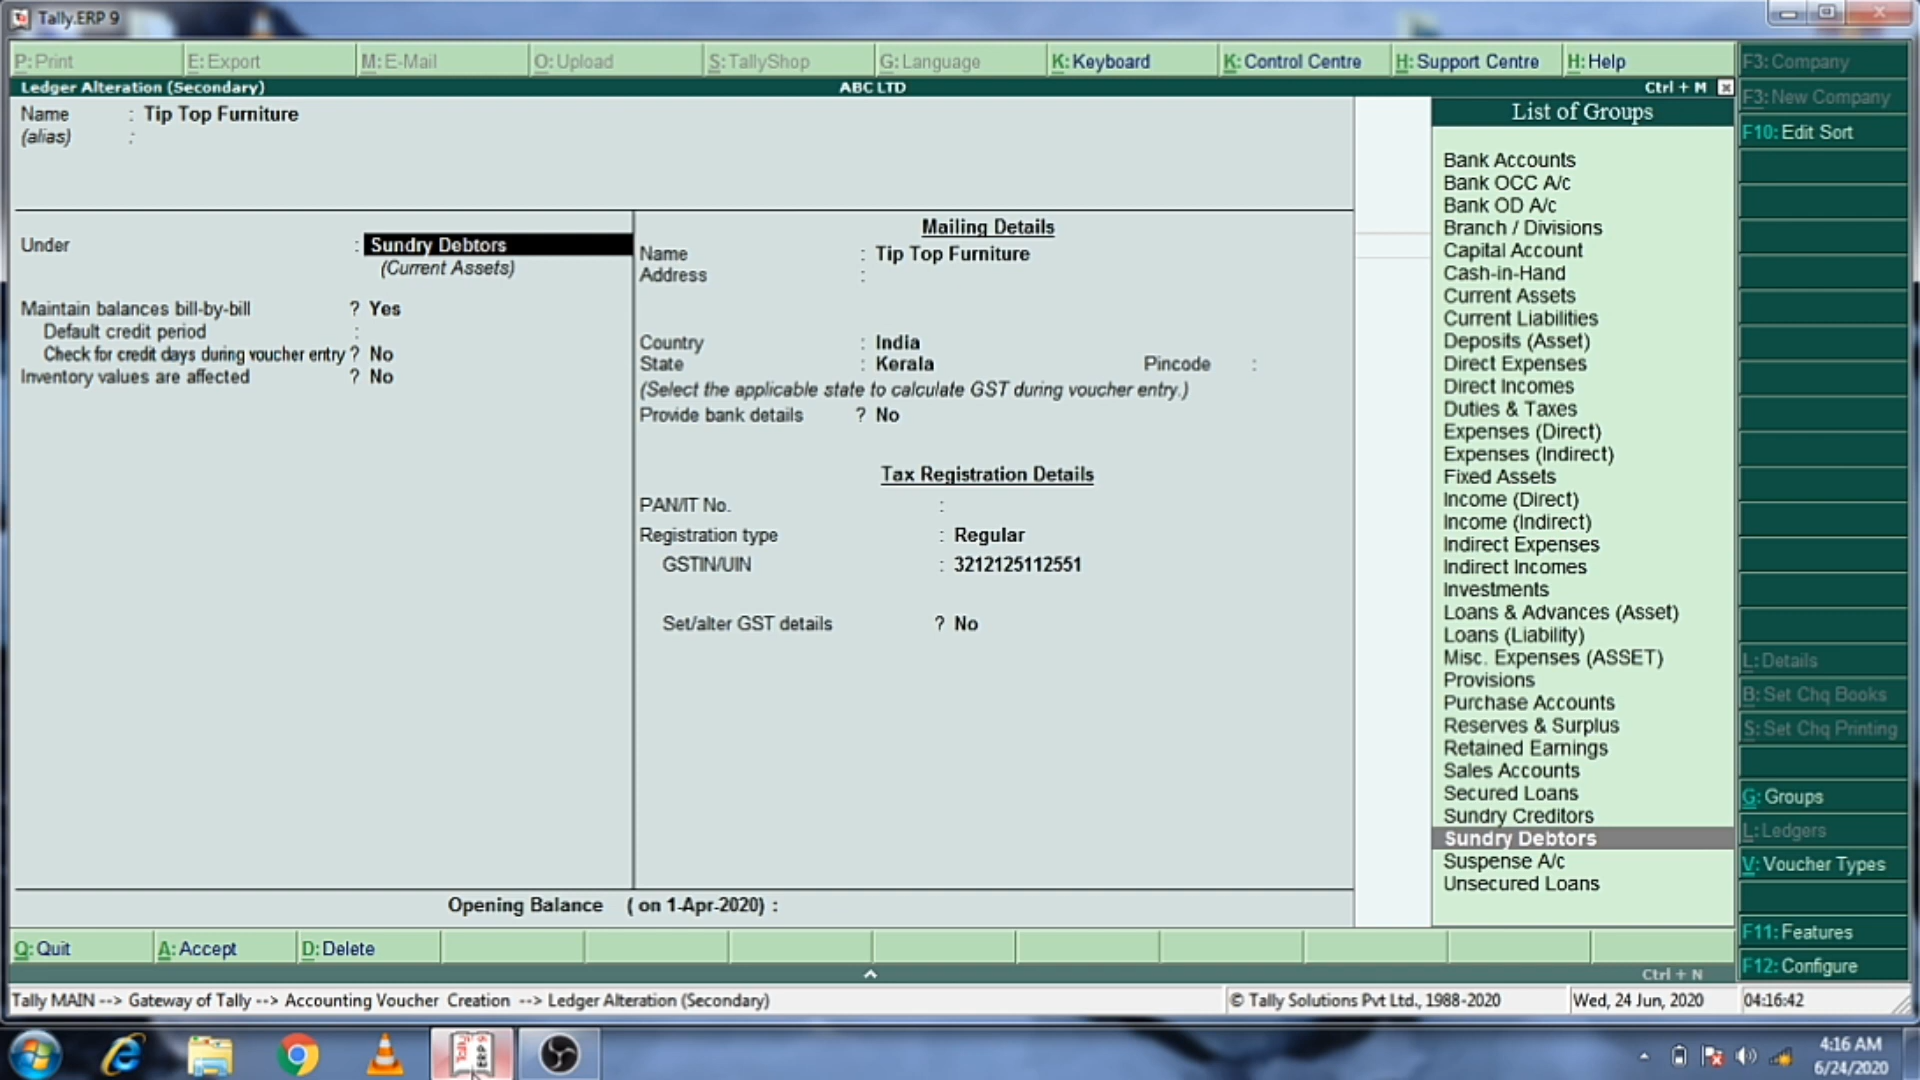 Tally.ERP 9
P: Print E: Export M: E-Mail O: Upload S: TallyShop G: Language K: Keyboard K: Control Centre H: Support Centre H: Help
Ledger Alteration (Secondary) ABC LTD Ctrl + M
Name : Tip Top Furniture
(alias) :
Under : Sundry Debtors
(Current Assets)
Maintain balances bill-by-bill ? Yes
Default credit period :
Check for credit days during voucher entry ? No
Inventory values are affected ? No
Mailing Details
Name : Tip Top Furniture
Address :
Country : India
State : Kerala Pincode :
(Select the applicable state to calculate GST during voucher entry.)
Provide bank details ? No
Tax Registration Details
PAN/IT No. :
Registration type : Regular
GSTIN/UIN : 3212125112551
Set/alter GST details ? No
Opening Balance ( on 1-Apr-2020) :
List of Groups
Bank Accounts
Bank OCC A/c
Bank OD A/c
Branch / Divisions
Capital Account
Cash-in-Hand
Current Assets
Current Liabilities
Deposits (Asset)
Direct Expenses
Direct Incomes
Duties & Taxes
Expenses (Direct)
Expenses (Indirect)
Fixed Assets
Income (Direct)
Income (Indirect)
Indirect Expenses
Indirect Incomes
Investments
Loans & Advances (Asset)
Loans (Liability)
Misc. Expenses (ASSET)
Provisions
Purchase Accounts
Reserves & Surplus
Retained Earnings
Sales Accounts
Secured Loans
Sundry Creditors
Sundry Debtors
Suspense A/c
Unsecured Loans
F3: Company
F3: New Company
F10: Edit Sort
L: Details
B: Set Chq Books
S: Set Chq Printing
G: Groups
L: Ledgers
V: Voucher Types
F11: Features
F12: Configure
Q: Quit A: Accept D: Delete
Ctrl + N
Tally MAIN --> Gateway of Tally --> Accounting Voucher Creation --> Ledger Alteration (Secondary) © Tally Solutions Pvt Ltd., 1988-2020 Wed, 24 Jun, 2020 04:16:42
Tally ERP 9
4:16 AM
6/24/2020